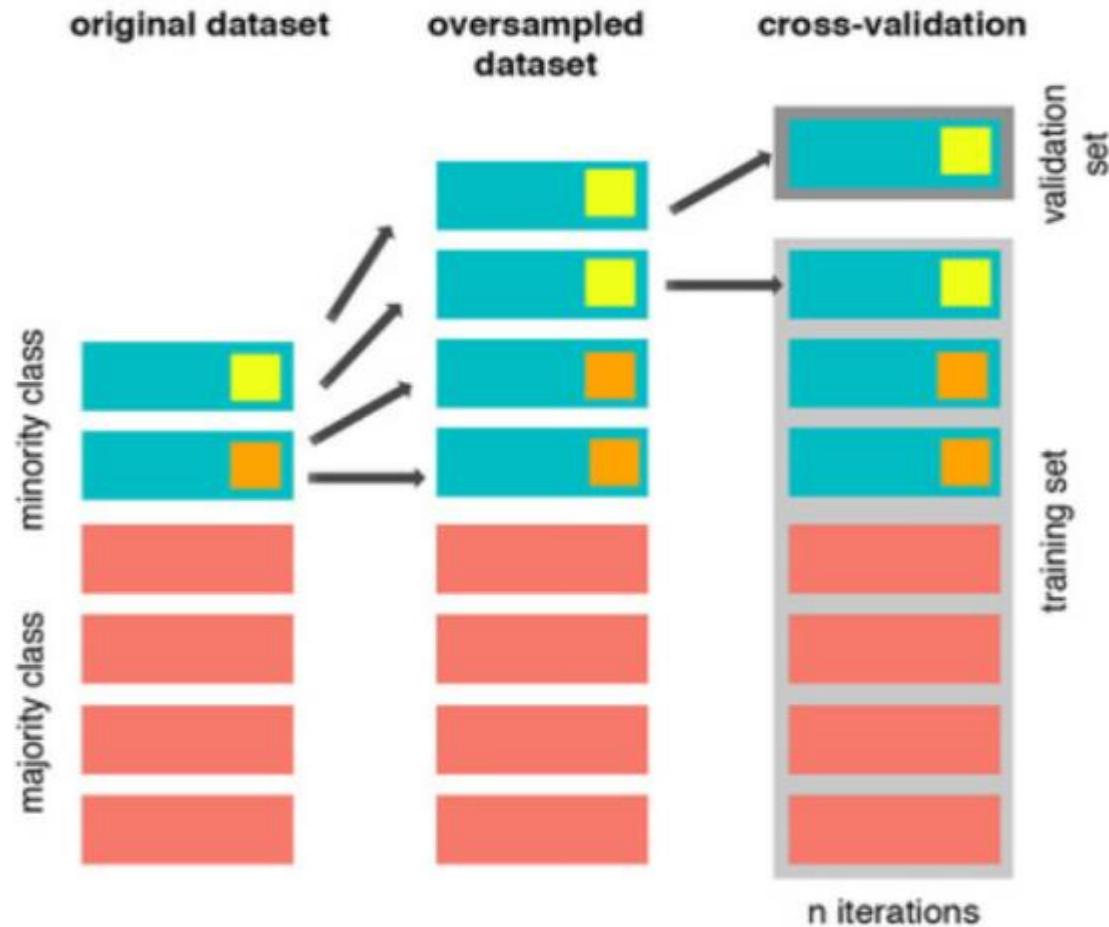 original dataset
oversampled
dataset
cross-validation
validation
set
minority class
majority class
training set
n iterations